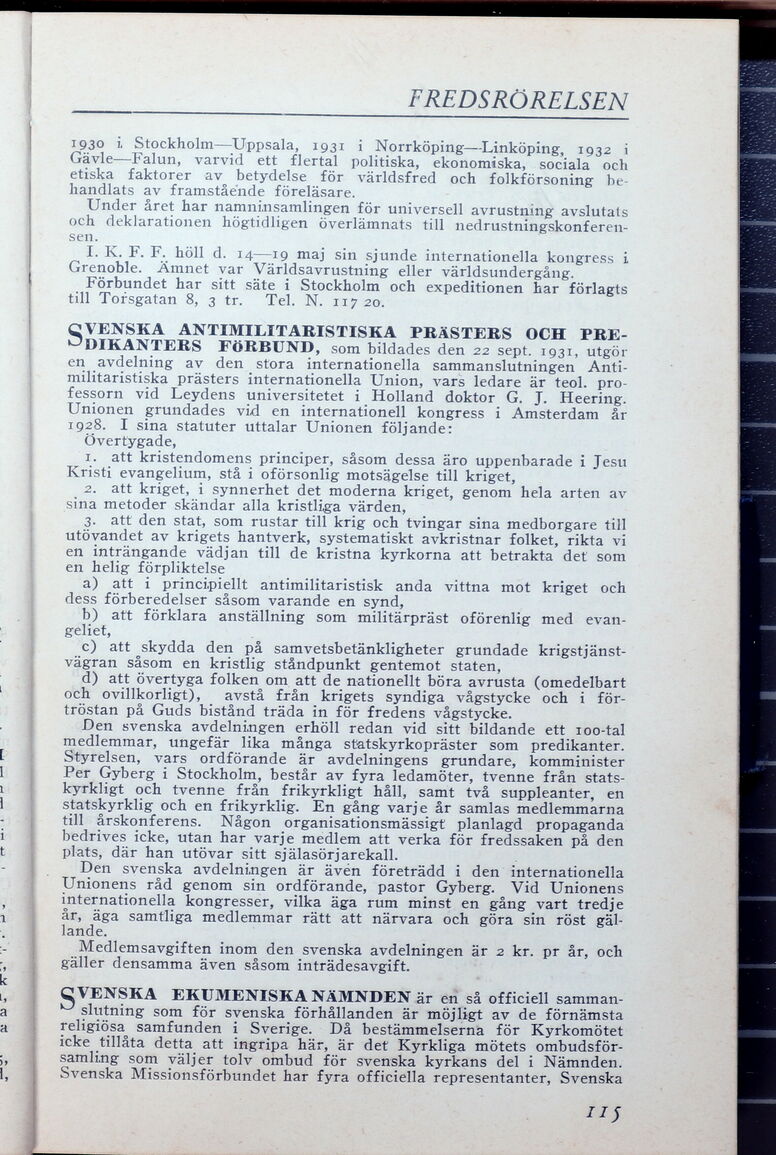 FREDSRÖRELSEN
1930 i Stockholm—Uppsala, 1931 i Norrköping—Linköping, 1932 i
Gävle—Falun, varvid ett flertal politiska, ekonomiska, sociala och
etiska faktorer av betydelse för världsfred och folkförsoning be-
handlats av framstående föreläsare.
Under året har namninsamlingen för universell avrustning avslutats
och deklarationen högtidligen överlämnats till nedrustningskonferen-
sen.
I. K. F. F. höll d. 14—19 maj sin sjunde internationella kongress i
Grenoble. Ämnet var Världsavrustning eller världsundergång.
Förbundet har sitt säte i Stockholm och expeditionen har förlagts
till Torsgatan 8, 3 tr. Tel. N. 117 20.
SVENSKA ANTIMILITARISTISKA PRÄSTERS OCH PRE-
DIKANTERS FÖRBUND, som bildades den 22 sept. 1931, utgör
en avdelning av den stora internationella sammanslutningen Anti-
militaristiska prästers internationella Union, vars ledare är teol. pro-
fessorn vid Leydens universitetet i Holland doktor G. J. Heering.
Unionen grundades vid en internationell kongress i Amsterdam år
1928. I sina statuter uttalar Unionen följande:
Övertygade,
1. att kristendomens principer, såsom dessa äro uppenbarade i Jesu
Kristi evangelium, stå i oförsonlig motsägelse till kriget,
2. att kriget, i synnerhet det moderna kriget, genom hela arten av
sina metoder skändar alla kristliga värden,
3. att den stat, som rustar till krig och tvingar sina medborgare till
utövandet av krigets hantverk, systematiskt avkristnar folket, rikta vi
en inträngande vädjan till de kristna kyrkorna att betrakta det som
en helig förpliktelse
a) att i principiellt antimilitaristisk anda vittna mot kriget och
dess förberedelser såsom varande en synd,
b) att förklara anställning som militärpräst oförenlig med evan-
geliet,
c) att skydda den på samvetsbetänkligheter grundade krigstjänst-
vägran såsom en kristlig ståndpunkt gentemot staten,
d) att övertyga folken om att de nationellt böra avrusta (omedelbart
och ovillkorligt), avstå från krigets syndiga vågstycke och i för-
tröstan på Guds bistånd träda in för fredens vågstycke.
Den svenska avdelningen erhöll redan vid sitt bildande ett 100-tal
medlemmar, ungefär lika många statskyrkopräster som predikanter.
Styrelsen, vars ordförande är avdelningens grundare, komminister
Per Gyberg i Stockholm, består av fyra ledamöter, tvenne från stats-
kyrkligt och tvenne från frikyrkligt håll, samt två suppleanter, en
statskyrklig och en frikyrklig. En gång varje år samlas medlemmarna
till årskonferens. Någon organisationsmässigt planlagd propaganda
bedrives icke, utan har varje medlem att verka för fredssaken på den
plats, där han utövar sitt själasörjarekall.
Den svenska avdelningen är även företrädd i den internationella
Unionens råd genom sin ordförande, pastor Gyberg. Vid Unionens
internationella kongresser, vilka äga rum minst en gång vart tredje
år, äga samtliga medlemmar rätt att närvara och göra sin röst gäl-
lande.
Medlemsavgiften inom den svenska avdelningen är 2 kr. pr år, och
gäller densamma även såsom inträdesavgift.
SVENSKA EKUMENISKA NÄMNDEN är en så officiell samman-
slutning som för svenska förhållanden är möjligt av de förnämsta
religiösa samfunden i Sverige. Då bestämmelserna för Kyrkomötet
icke tillåta detta att ingripa här, är det Kyrkliga mötets ombudsför-
samling som väljer tolv ombud för svenska kyrkans del i Nämnden.
Svenska Missionsförbundet har fyra officiella representanter, Svenska
115